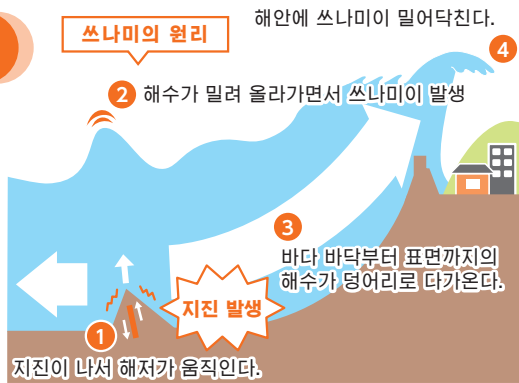 쓰나미의 원리
해안에 쓰나미이 밀어닥친다.
4
2 해수가 밀려 올라가면서 쓰나미이 발생
3
바다 바닥부터 표면까지의
해수가 덩어리로 다가온다.
지진 발생
1
지진이 나서 해저가 움직인다.